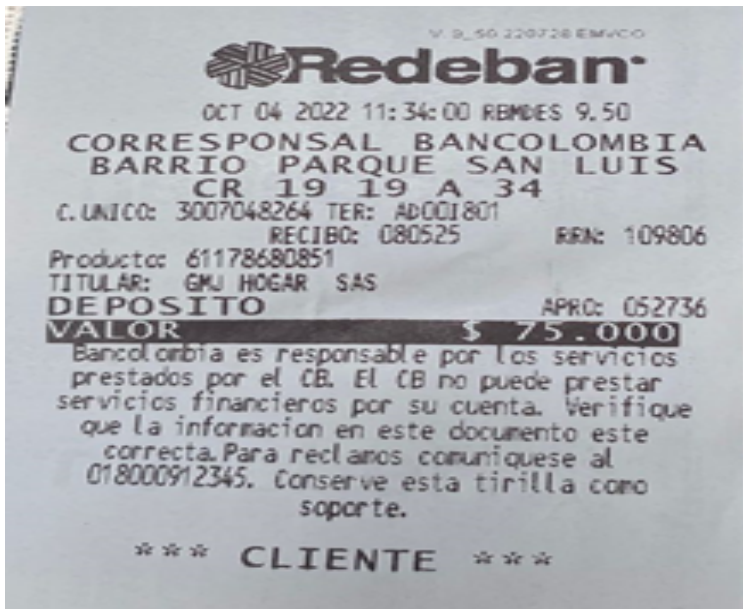 V. 9_50 220728 EMVCO
Redeban
OCT 04 2022 11:34:00 RBMDES 9.50
CORRESPONSAL BANCOLOMBIA
BARRIO PARQUE SAN LUIS
CR 19 19 A 34
C.UNICO: 3007048264 TER: AD00I801
RECIBO: 080525 RRN: 109806
Producto: 61178680851
TITULAR: GMJ HOGAR SAS
DEPOSITO APRO: 052736
VALOR $ 75.000
Bancolombia es responsable por los servicios
prestados por el CB. El CB no puede prestar
servicios financieros por su cuenta. Verifique
que la informacion en este documento este
correcta.Para reclamos comuniquese al
018000912345. Conserve esta tirilla como
soporte.
*** CLIENTE ***